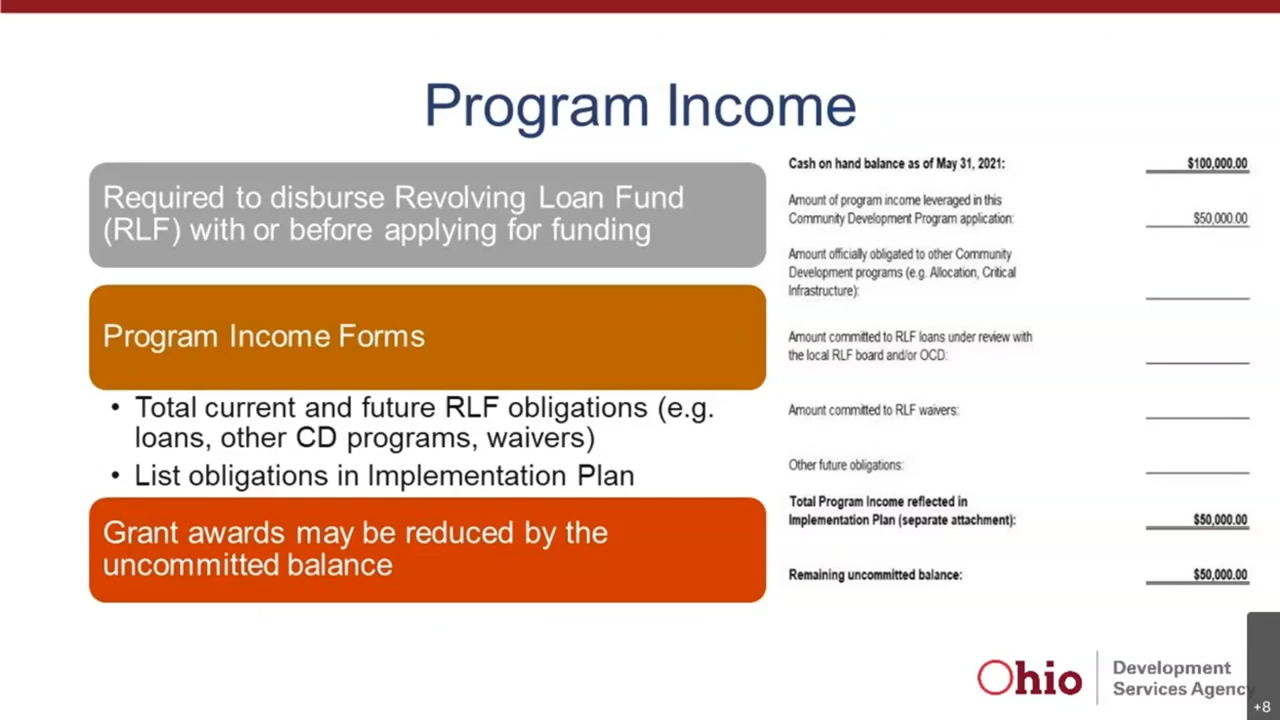 Program Income
Required to disburse Revolving Loan Fund
(RLF) with or before applying for funding
Program Income Forms
• Total current and future RLF obligations (e.g.
loans, other CD programs, waivers)
• List obligations in Implementation Plan
Grant awards may be reduced by the
uncommitted balance
Cash on hand balance as of May 31, 2021: $100,000.00
Amount of program income leveraged in this
Community Development Program application: $50,000.00
Amount officially obligated to other Community
Development programs (e.g. Allocation, Critical
Infrastructure):
Amount committed to RLF loans under review with
the local RLF board and/or OCD:
Amount committed to RLF waivers:
Other future obligations:
Total Program Income reflected in
Implementation Plan (separate attachment): $50,000.00
Remaining uncommitted balance: $50,000.00
Ohio
Development
Services Agency
+8